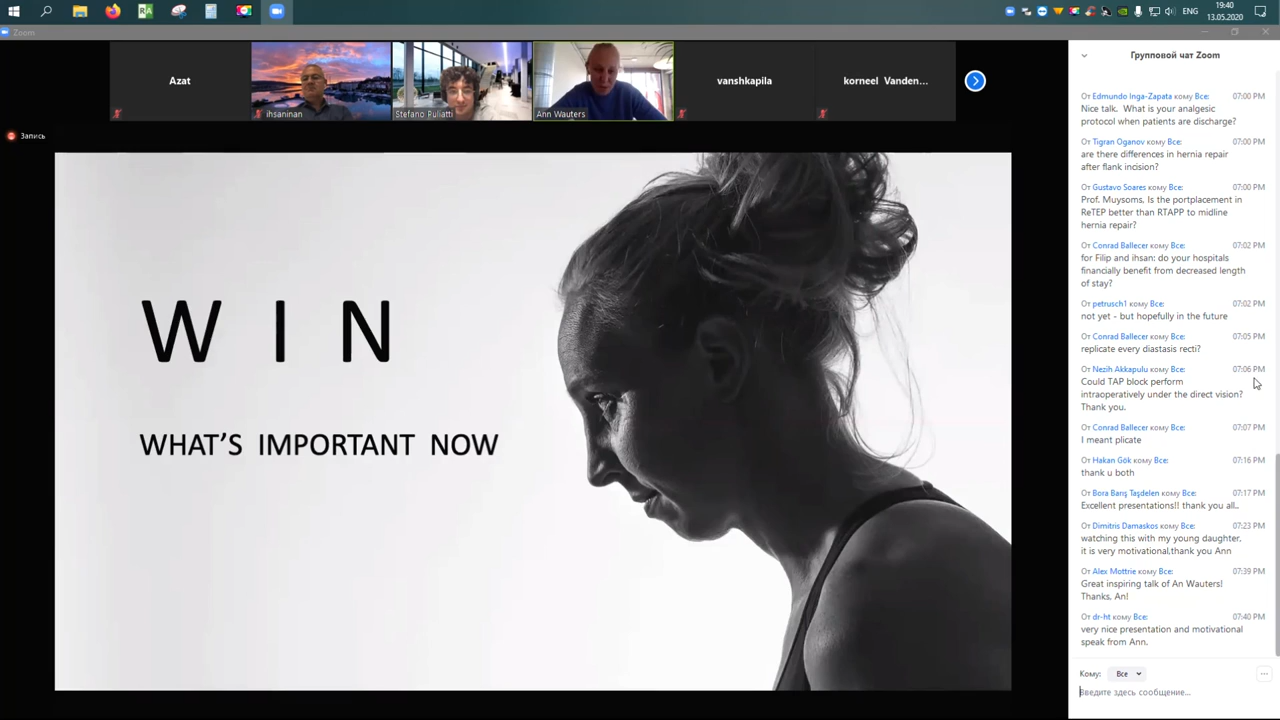 19:40
ENG
13.05.2020
Zoom
Azat
ihsaninan
Stefano Puliatti
Ann Wauters
vanshkapila
korneel Vanden...
Запись
W I N
WHAT'S IMPORTANT NOW
Групповой чат Zoom
От Edmundo Inga-Zapata кому Все: 07:00 PM
Nice talk. What is your analgesic
protocol when patients are discharge?
От Tigran Oganov кому Все: 07:00 PM
are there differences in hernia repair
after flank incision?
От Gustavo Soares кому Все: 07:00 PM
Prof. Muysoms, Is the portplacement in
ReTEP better than RTAPP to midline
hernia repair?
От Conrad Ballecer кому Все: 07:02 PM
for Filip and ihsan: do your hospitals
financially benefit from decreased length
of stay?
От petrusch1 кому Все: 07:02 PM
not yet - but hopefully in the future
От Conrad Ballecer кому Все: 07:05 PM
replicate every diastasis recti?
От Nezih Akkapulu кому Все: 07:06 PM
Could TAP block perform
intraoperatively under the direct vision?
Thank you.
От Conrad Ballecer кому Все: 07:07 PM
I meant plicate
От Hakan Gök кому Все: 07:16 PM
thank u both
От Bora Barış Taşdelen кому Все: 07:17 PM
Excellent presentations!! thank you all..
От Dimitris Damaskos кому Все: 07:23 PM
watching this with my young daughter,
it is very motivational,thank you Ann
От Alex Mottrie кому Все: 07:39 PM
Great inspiring talk of An Wauters!
Thanks, An!
От dr-ht кому Все: 07:40 PM
very nice presentation and motivational
speak from Ann.
Кому: Все
Введите здесь сообщение...